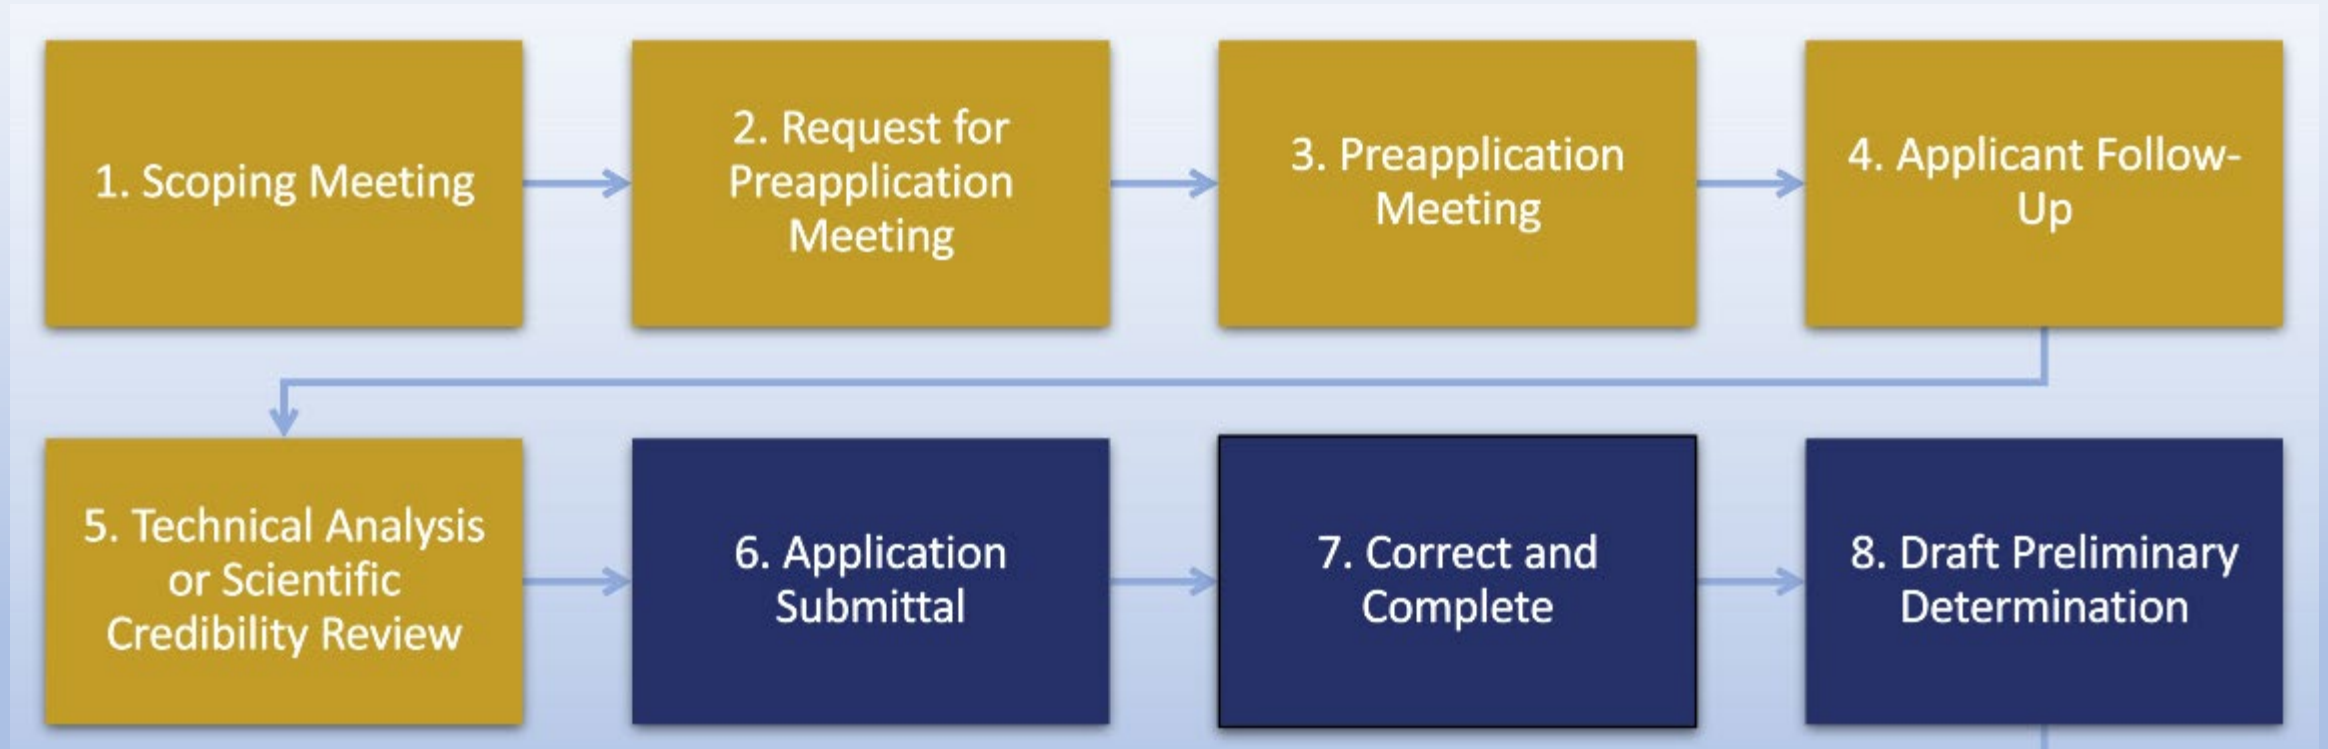 1. Scoping Meeting
2. Request for
Preapplication
Meeting
3. Preapplication
Meeting
4. Applicant Follow-
Up
5. Technical Analysis
or Scientific
Credibility Review
6. Application
Submittal
7. Correct and
Complete
8. Draft Preliminary
Determination